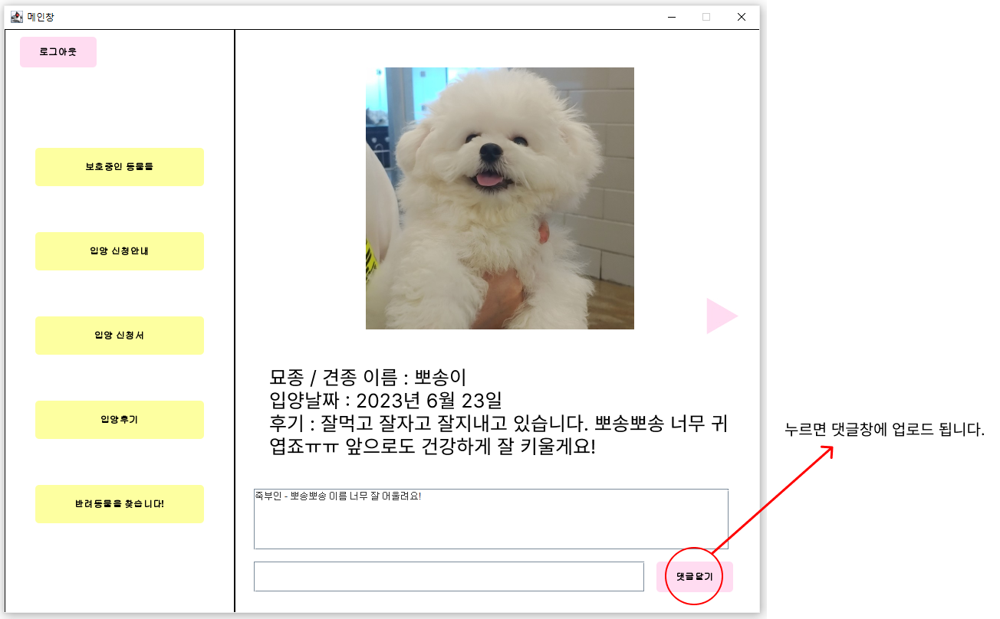 메인창
로그아웃
보호중인 동물들
입양 신청안내
입양 신청서
입양후기
반려동물을 찾습니다!
묘종 / 견종 이름 : 뽀송이
입양날짜 : 2023년 6월 23일
후기 : 잘먹고 잘자고 잘지내고 있습니다. 뽀송뽀송 너무 귀
엽죠ㅠㅠ 앞으로도 건강하게 잘 키울게요!
죽부인 - 뽀송뽀송 이름 너무 잘 어울려요!
댓글달기
누르면 댓글창에 업로드 됩니다.